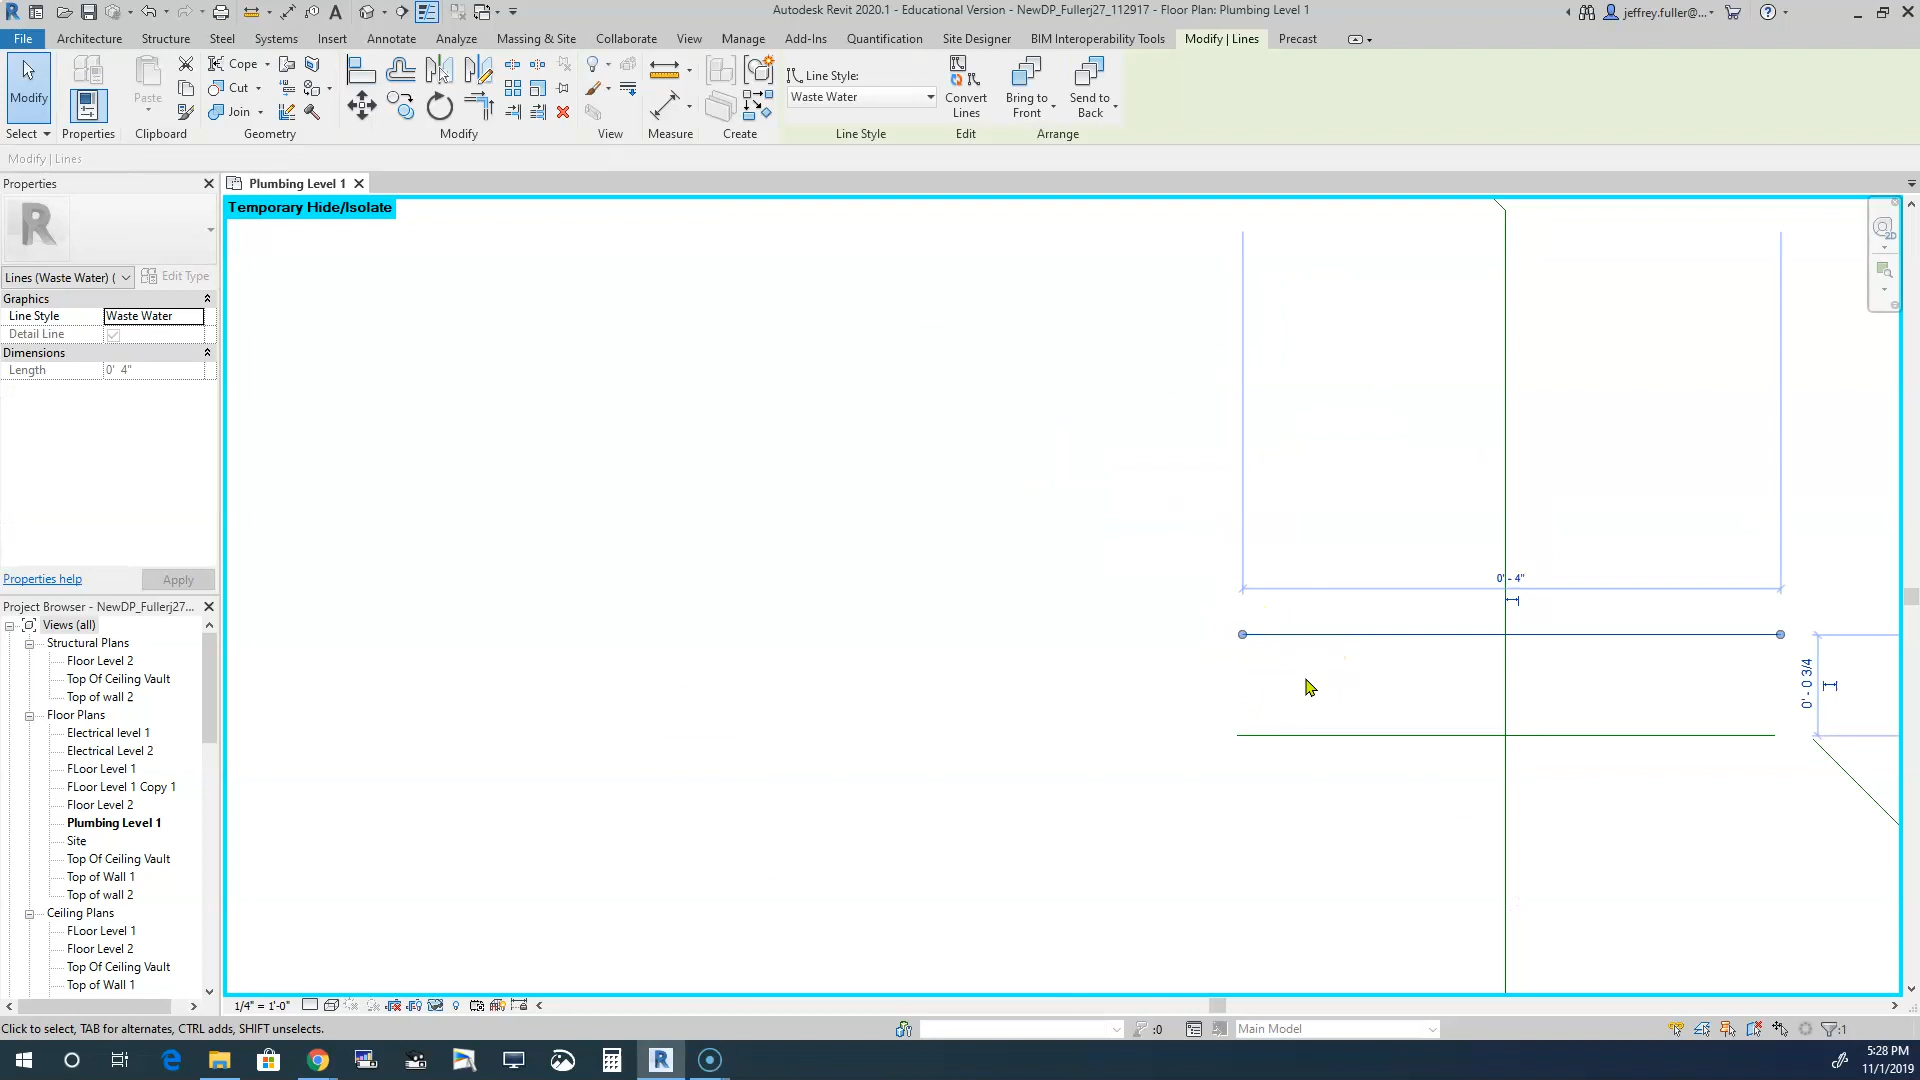 Autodesk Revit 2020.1 - Educational Version - NewDP_Fullerj27_112917 - Floor Plan: Plumbing Level 1
jeffrey.fuller@...
File Architecture Structure Steel Systems Insert Annotate Analyze Massing & Site Collaborate View Manage Add-Ins Quantification Site Designer BIM Interoperability Tools Modify | Lines Precast
Modify
Paste
Cope
Cut
Join
Line Style:
Waste Water
Convert Lines
Bring to Front
Send to Back
Select Properties Clipboard Geometry Modify View Measure Create Line Style Edit Arrange
Modify | Lines
Properties
Plumbing Level 1
Temporary Hide/Isolate
R
Lines (Waste Water) (
Edit Type
Graphics
Line Style Waste Water
Detail Line
Dimensions
Length 0' 4"
Properties help
Apply
0' - 4"
0' - 0 3/4
Project Browser - NewDP_Fullerj27...
Views (all)
Structural Plans
Floor Level 2
Top Of Ceiling Vault
Top of wall 2
Floor Plans
Electrical level 1
Electrical Level 2
FLoor Level 1
FLoor Level 1 Copy 1
Floor Level 2
Plumbing Level 1
Site
Top Of Ceiling Vault
Top of Wall 1
Top of wall 2
Ceiling Plans
FLoor Level 1
Floor Level 2
Top Of Ceiling Vault
Top of Wall 1
1/4" = 1'-0"
Click to select, TAB for alternates, CTRL adds, SHIFT unselects.
:0
Main Model
:1
5:28 PM
11/1/2019